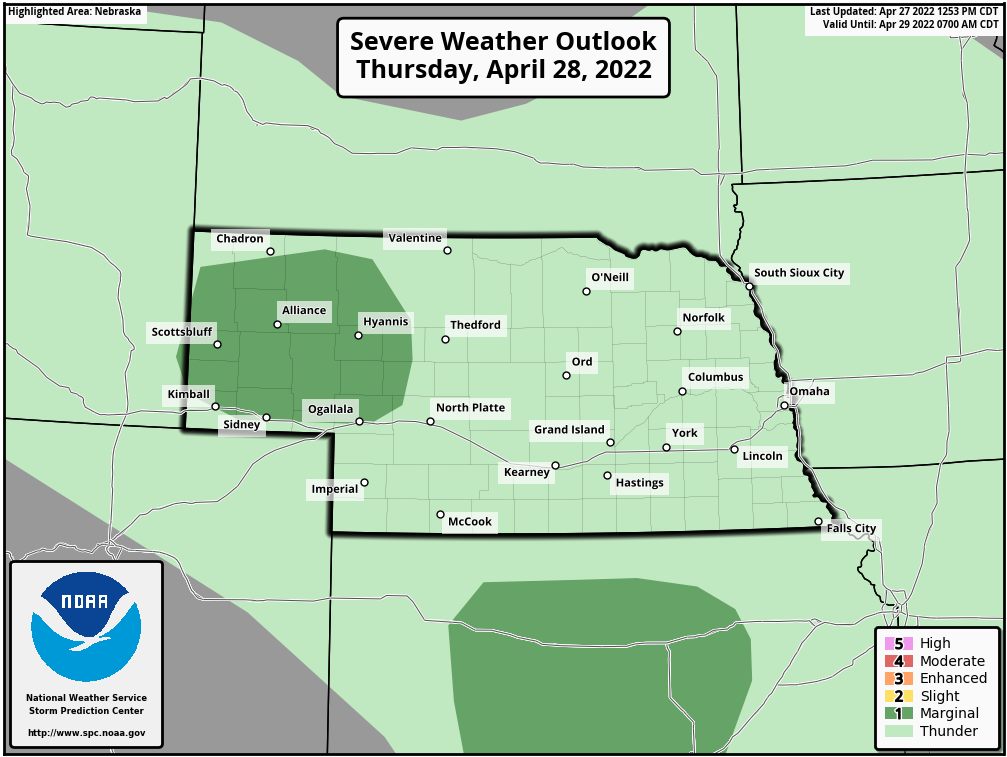 Highlighted Area: Nebraska
Last Updated: Apr 27 2022 1253 PM CDT
Valid Until: Apr 29 2022 0700 AM CDT
Severe Weather Outlook
Thursday, April 28, 2022
Chadron
Valentine
South Sioux City
O'Neill
Alliance
Hyannis
Thedford
Norfolk
Scottsbluff
Ord
Columbus
Kimball
Omaha
Ogallala
North Platte
Sidney
Grand Island
York
Lincoln
Kearney
Hastings
Imperial
McCook
Falls City
NOAA
National Weather Service
Storm Prediction Center
http://www.spc.noaa.gov
5 High
4 Moderate
3 Enhanced
2 Slight
1 Marginal
Thunder